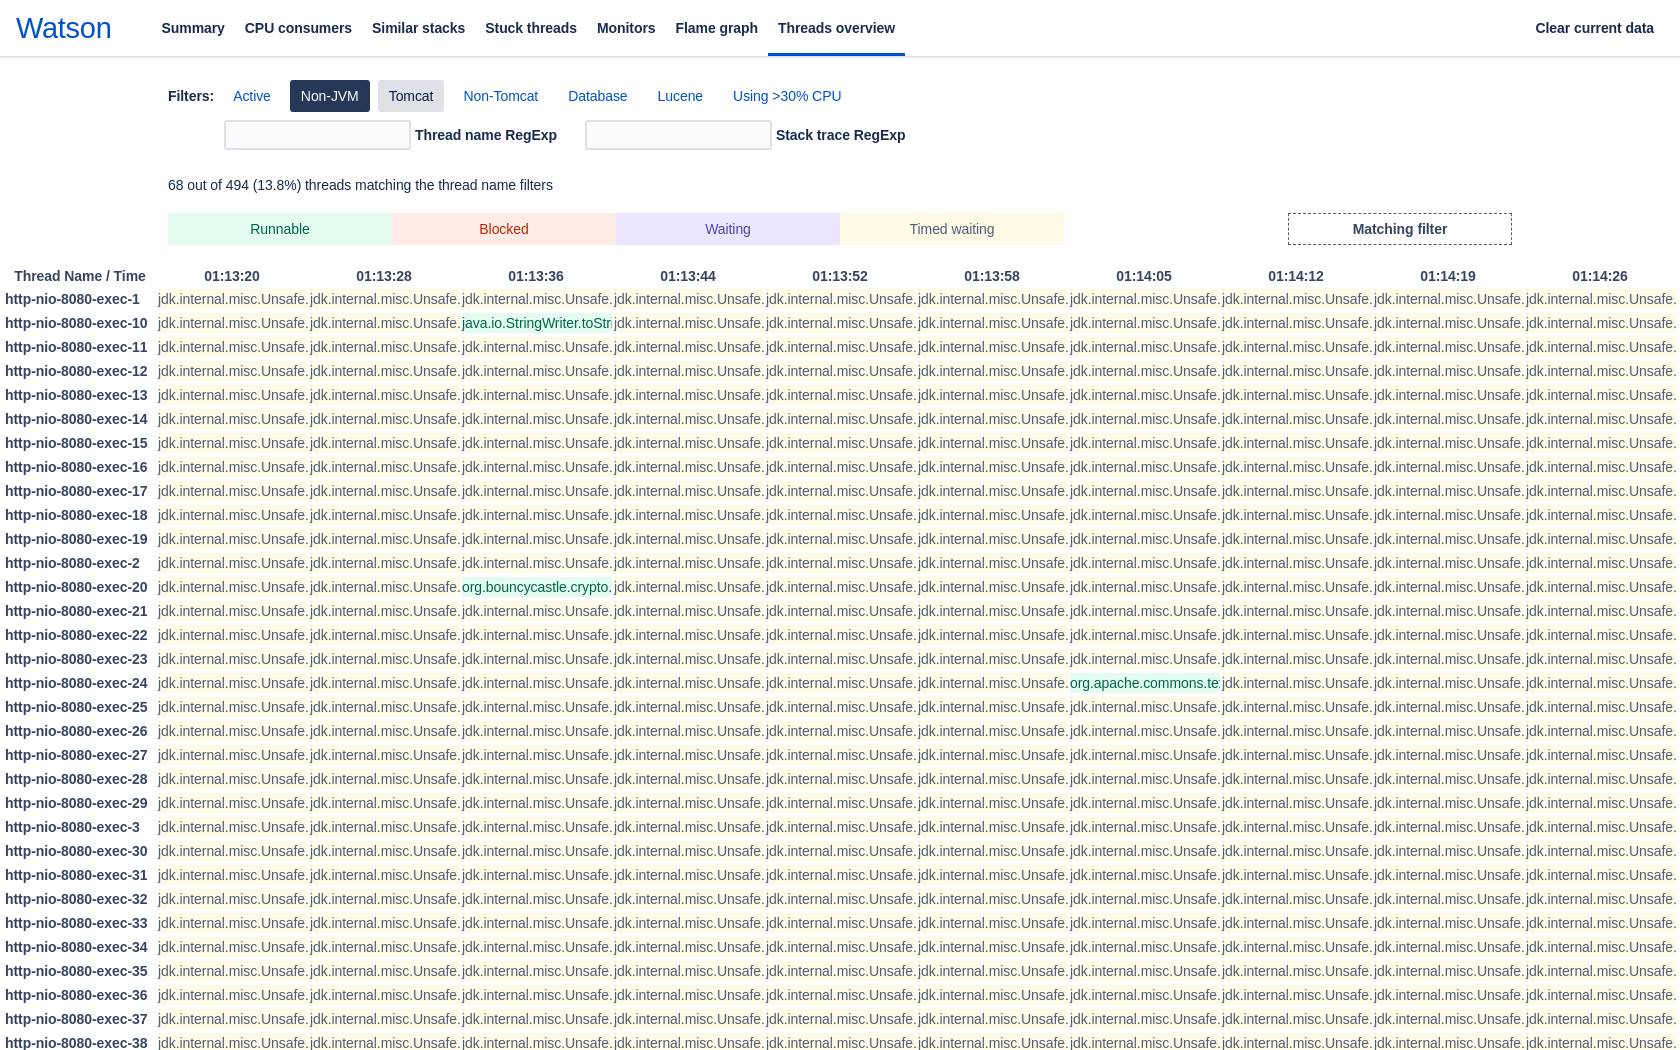 Watson Summary CPU consumers Similar stacks Stuck threads Monitors Flame graph Threads overview Clear current data
Filters: Active Non-JVM Tomcat Non-Tomcat Database Lucene Using >30% CPU
Thread name RegExp Stack trace RegExp
68 out of 494 (13.8%) threads matching the thread name filters
Runnable Blocked Waiting Timed waiting Matching filter
Thread Name / Time 01:13:20 01:13:28 01:13:36 01:13:44 01:13:52 01:13:58 01:14:05 01:14:12 01:14:19 01:14:26
http-nio-8080-exec-1 jdk.internal.misc.Unsafe. jdk.internal.misc.Unsafe. jdk.internal.misc.Unsafe. jdk.internal.misc.Unsafe. jdk.internal.misc.Unsafe. jdk.internal.misc.Unsafe. jdk.internal.misc.Unsafe. jdk.internal.misc.Unsafe. jdk.internal.misc.Unsafe. jdk.internal.misc.Unsafe.
http-nio-8080-exec-10 jdk.internal.misc.Unsafe. jdk.internal.misc.Unsafe. java.io.StringWriter.toStr jdk.internal.misc.Unsafe. jdk.internal.misc.Unsafe. jdk.internal.misc.Unsafe. jdk.internal.misc.Unsafe. jdk.internal.misc.Unsafe. jdk.internal.misc.Unsafe. jdk.internal.misc.Unsafe.
http-nio-8080-exec-11 jdk.internal.misc.Unsafe. jdk.internal.misc.Unsafe. jdk.internal.misc.Unsafe. jdk.internal.misc.Unsafe. jdk.internal.misc.Unsafe. jdk.internal.misc.Unsafe. jdk.internal.misc.Unsafe. jdk.internal.misc.Unsafe. jdk.internal.misc.Unsafe. jdk.internal.misc.Unsafe.
http-nio-8080-exec-12 jdk.internal.misc.Unsafe. jdk.internal.misc.Unsafe. jdk.internal.misc.Unsafe. jdk.internal.misc.Unsafe. jdk.internal.misc.Unsafe. jdk.internal.misc.Unsafe. jdk.internal.misc.Unsafe. jdk.internal.misc.Unsafe. jdk.internal.misc.Unsafe. jdk.internal.misc.Unsafe.
http-nio-8080-exec-13 jdk.internal.misc.Unsafe. jdk.internal.misc.Unsafe. jdk.internal.misc.Unsafe. jdk.internal.misc.Unsafe. jdk.internal.misc.Unsafe. jdk.internal.misc.Unsafe. jdk.internal.misc.Unsafe. jdk.internal.misc.Unsafe. jdk.internal.misc.Unsafe. jdk.internal.misc.Unsafe.
http-nio-8080-exec-14 jdk.internal.misc.Unsafe. jdk.internal.misc.Unsafe. jdk.internal.misc.Unsafe. jdk.internal.misc.Unsafe. jdk.internal.misc.Unsafe. jdk.internal.misc.Unsafe. jdk.internal.misc.Unsafe. jdk.internal.misc.Unsafe. jdk.internal.misc.Unsafe. jdk.internal.misc.Unsafe.
http-nio-8080-exec-15 jdk.internal.misc.Unsafe. jdk.internal.misc.Unsafe. jdk.internal.misc.Unsafe. jdk.internal.misc.Unsafe. jdk.internal.misc.Unsafe. jdk.internal.misc.Unsafe. jdk.internal.misc.Unsafe. jdk.internal.misc.Unsafe. jdk.internal.misc.Unsafe. jdk.internal.misc.Unsafe.
http-nio-8080-exec-16 jdk.internal.misc.Unsafe. jdk.internal.misc.Unsafe. jdk.internal.misc.Unsafe. jdk.internal.misc.Unsafe. jdk.internal.misc.Unsafe. jdk.internal.misc.Unsafe. jdk.internal.misc.Unsafe. jdk.internal.misc.Unsafe. jdk.internal.misc.Unsafe. jdk.internal.misc.Unsafe.
http-nio-8080-exec-17 jdk.internal.misc.Unsafe. jdk.internal.misc.Unsafe. jdk.internal.misc.Unsafe. jdk.internal.misc.Unsafe. jdk.internal.misc.Unsafe. jdk.internal.misc.Unsafe. jdk.internal.misc.Unsafe. jdk.internal.misc.Unsafe. jdk.internal.misc.Unsafe. jdk.internal.misc.Unsafe.
http-nio-8080-exec-18 jdk.internal.misc.Unsafe. jdk.internal.misc.Unsafe. jdk.internal.misc.Unsafe. jdk.internal.misc.Unsafe. jdk.internal.misc.Unsafe. jdk.internal.misc.Unsafe. jdk.internal.misc.Unsafe. jdk.internal.misc.Unsafe. jdk.internal.misc.Unsafe. jdk.internal.misc.Unsafe.
http-nio-8080-exec-19 jdk.internal.misc.Unsafe. jdk.internal.misc.Unsafe. jdk.internal.misc.Unsafe. jdk.internal.misc.Unsafe. jdk.internal.misc.Unsafe. jdk.internal.misc.Unsafe. jdk.internal.misc.Unsafe. jdk.internal.misc.Unsafe. jdk.internal.misc.Unsafe. jdk.internal.misc.Unsafe.
http-nio-8080-exec-2 jdk.internal.misc.Unsafe. jdk.internal.misc.Unsafe. jdk.internal.misc.Unsafe. jdk.internal.misc.Unsafe. jdk.internal.misc.Unsafe. jdk.internal.misc.Unsafe. jdk.internal.misc.Unsafe. jdk.internal.misc.Unsafe. jdk.internal.misc.Unsafe. jdk.internal.misc.Unsafe.
http-nio-8080-exec-20 jdk.internal.misc.Unsafe. jdk.internal.misc.Unsafe. org.bouncycastle.crypto. jdk.internal.misc.Unsafe. jdk.internal.misc.Unsafe. jdk.internal.misc.Unsafe. jdk.internal.misc.Unsafe. jdk.internal.misc.Unsafe. jdk.internal.misc.Unsafe. jdk.internal.misc.Unsafe.
http-nio-8080-exec-21 jdk.internal.misc.Unsafe. jdk.internal.misc.Unsafe. jdk.internal.misc.Unsafe. jdk.internal.misc.Unsafe. jdk.internal.misc.Unsafe. jdk.internal.misc.Unsafe. jdk.internal.misc.Unsafe. jdk.internal.misc.Unsafe. jdk.internal.misc.Unsafe. jdk.internal.misc.Unsafe.
http-nio-8080-exec-22 jdk.internal.misc.Unsafe. jdk.internal.misc.Unsafe. jdk.internal.misc.Unsafe. jdk.internal.misc.Unsafe. jdk.internal.misc.Unsafe. jdk.internal.misc.Unsafe. jdk.internal.misc.Unsafe. jdk.internal.misc.Unsafe. jdk.internal.misc.Unsafe. jdk.internal.misc.Unsafe.
http-nio-8080-exec-23 jdk.internal.misc.Unsafe. jdk.internal.misc.Unsafe. jdk.internal.misc.Unsafe. jdk.internal.misc.Unsafe. jdk.internal.misc.Unsafe. jdk.internal.misc.Unsafe. jdk.internal.misc.Unsafe. jdk.internal.misc.Unsafe. jdk.internal.misc.Unsafe. jdk.internal.misc.Unsafe.
http-nio-8080-exec-24 jdk.internal.misc.Unsafe. jdk.internal.misc.Unsafe. jdk.internal.misc.Unsafe. jdk.internal.misc.Unsafe. jdk.internal.misc.Unsafe. jdk.internal.misc.Unsafe. org.apache.commons.te jdk.internal.misc.Unsafe. jdk.internal.misc.Unsafe. jdk.internal.misc.Unsafe.
http-nio-8080-exec-25 jdk.internal.misc.Unsafe. jdk.internal.misc.Unsafe. jdk.internal.misc.Unsafe. jdk.internal.misc.Unsafe. jdk.internal.misc.Unsafe. jdk.internal.misc.Unsafe. jdk.internal.misc.Unsafe. jdk.internal.misc.Unsafe. jdk.internal.misc.Unsafe. jdk.internal.misc.Unsafe.
http-nio-8080-exec-26 jdk.internal.misc.Unsafe. jdk.internal.misc.Unsafe. jdk.internal.misc.Unsafe. jdk.internal.misc.Unsafe. jdk.internal.misc.Unsafe. jdk.internal.misc.Unsafe. jdk.internal.misc.Unsafe. jdk.internal.misc.Unsafe. jdk.internal.misc.Unsafe. jdk.internal.misc.Unsafe.
http-nio-8080-exec-27 jdk.internal.misc.Unsafe. jdk.internal.misc.Unsafe. jdk.internal.misc.Unsafe. jdk.internal.misc.Unsafe. jdk.internal.misc.Unsafe. jdk.internal.misc.Unsafe. jdk.internal.misc.Unsafe. jdk.internal.misc.Unsafe. jdk.internal.misc.Unsafe. jdk.internal.misc.Unsafe.
http-nio-8080-exec-28 jdk.internal.misc.Unsafe. jdk.internal.misc.Unsafe. jdk.internal.misc.Unsafe. jdk.internal.misc.Unsafe. jdk.internal.misc.Unsafe. jdk.internal.misc.Unsafe. jdk.internal.misc.Unsafe. jdk.internal.misc.Unsafe. jdk.internal.misc.Unsafe. jdk.internal.misc.Unsafe.
http-nio-8080-exec-29 jdk.internal.misc.Unsafe. jdk.internal.misc.Unsafe. jdk.internal.misc.Unsafe. jdk.internal.misc.Unsafe. jdk.internal.misc.Unsafe. jdk.internal.misc.Unsafe. jdk.internal.misc.Unsafe. jdk.internal.misc.Unsafe. jdk.internal.misc.Unsafe. jdk.internal.misc.Unsafe.
http-nio-8080-exec-3 jdk.internal.misc.Unsafe. jdk.internal.misc.Unsafe. jdk.internal.misc.Unsafe. jdk.internal.misc.Unsafe. jdk.internal.misc.Unsafe. jdk.internal.misc.Unsafe. jdk.internal.misc.Unsafe. jdk.internal.misc.Unsafe. jdk.internal.misc.Unsafe. jdk.internal.misc.Unsafe.
http-nio-8080-exec-30 jdk.internal.misc.Unsafe. jdk.internal.misc.Unsafe. jdk.internal.misc.Unsafe. jdk.internal.misc.Unsafe. jdk.internal.misc.Unsafe. jdk.internal.misc.Unsafe. jdk.internal.misc.Unsafe. jdk.internal.misc.Unsafe. jdk.internal.misc.Unsafe. jdk.internal.misc.Unsafe.
http-nio-8080-exec-31 jdk.internal.misc.Unsafe. jdk.internal.misc.Unsafe. jdk.internal.misc.Unsafe. jdk.internal.misc.Unsafe. jdk.internal.misc.Unsafe. jdk.internal.misc.Unsafe. jdk.internal.misc.Unsafe. jdk.internal.misc.Unsafe. jdk.internal.misc.Unsafe. jdk.internal.misc.Unsafe.
http-nio-8080-exec-32 jdk.internal.misc.Unsafe. jdk.internal.misc.Unsafe. jdk.internal.misc.Unsafe. jdk.internal.misc.Unsafe. jdk.internal.misc.Unsafe. jdk.internal.misc.Unsafe. jdk.internal.misc.Unsafe. jdk.internal.misc.Unsafe. jdk.internal.misc.Unsafe. jdk.internal.misc.Unsafe.
http-nio-8080-exec-33 jdk.internal.misc.Unsafe. jdk.internal.misc.Unsafe. jdk.internal.misc.Unsafe. jdk.internal.misc.Unsafe. jdk.internal.misc.Unsafe. jdk.internal.misc.Unsafe. jdk.internal.misc.Unsafe. jdk.internal.misc.Unsafe. jdk.internal.misc.Unsafe. jdk.internal.misc.Unsafe.
http-nio-8080-exec-34 jdk.internal.misc.Unsafe. jdk.internal.misc.Unsafe. jdk.internal.misc.Unsafe. jdk.internal.misc.Unsafe. jdk.internal.misc.Unsafe. jdk.internal.misc.Unsafe. jdk.internal.misc.Unsafe. jdk.internal.misc.Unsafe. jdk.internal.misc.Unsafe. jdk.internal.misc.Unsafe.
http-nio-8080-exec-35 jdk.internal.misc.Unsafe. jdk.internal.misc.Unsafe. jdk.internal.misc.Unsafe. jdk.internal.misc.Unsafe. jdk.internal.misc.Unsafe. jdk.internal.misc.Unsafe. jdk.internal.misc.Unsafe. jdk.internal.misc.Unsafe. jdk.internal.misc.Unsafe. jdk.internal.misc.Unsafe.
http-nio-8080-exec-36 jdk.internal.misc.Unsafe. jdk.internal.misc.Unsafe. jdk.internal.misc.Unsafe. jdk.internal.misc.Unsafe. jdk.internal.misc.Unsafe. jdk.internal.misc.Unsafe. jdk.internal.misc.Unsafe. jdk.internal.misc.Unsafe. jdk.internal.misc.Unsafe. jdk.internal.misc.Unsafe.
http-nio-8080-exec-37 jdk.internal.misc.Unsafe. jdk.internal.misc.Unsafe. jdk.internal.misc.Unsafe. jdk.internal.misc.Unsafe. jdk.internal.misc.Unsafe. jdk.internal.misc.Unsafe. jdk.internal.misc.Unsafe. jdk.internal.misc.Unsafe. jdk.internal.misc.Unsafe. jdk.internal.misc.Unsafe.
http-nio-8080-exec-38 jdk.internal.misc.Unsafe. jdk.internal.misc.Unsafe. jdk.internal.misc.Unsafe. jdk.internal.misc.Unsafe. jdk.internal.misc.Unsafe. jdk.internal.misc.Unsafe. jdk.internal.misc.Unsafe. jdk.internal.misc.Unsafe. jdk.internal.misc.Unsafe. jdk.internal.misc.Unsafe.